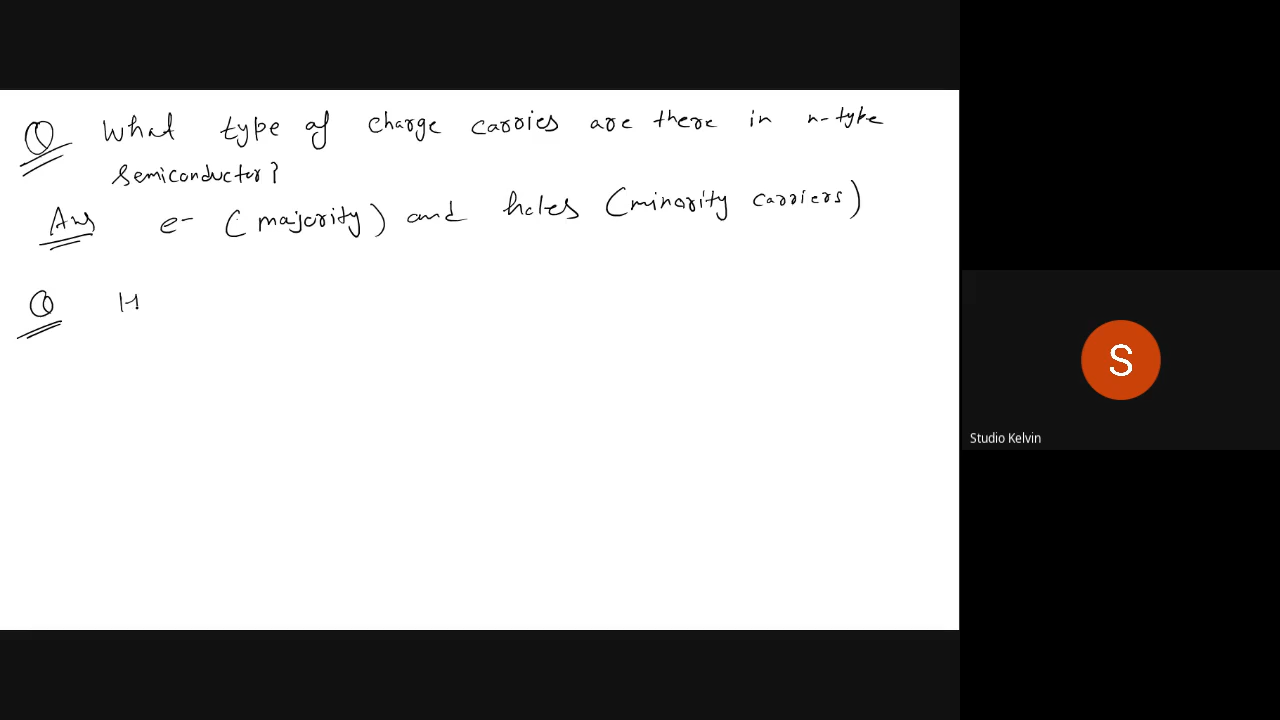 Q What type of charge carries are there in n-type
semiconductor?
Ans e- (majority) and holes (minority carriers)
Q H
S
Studio Kelvin